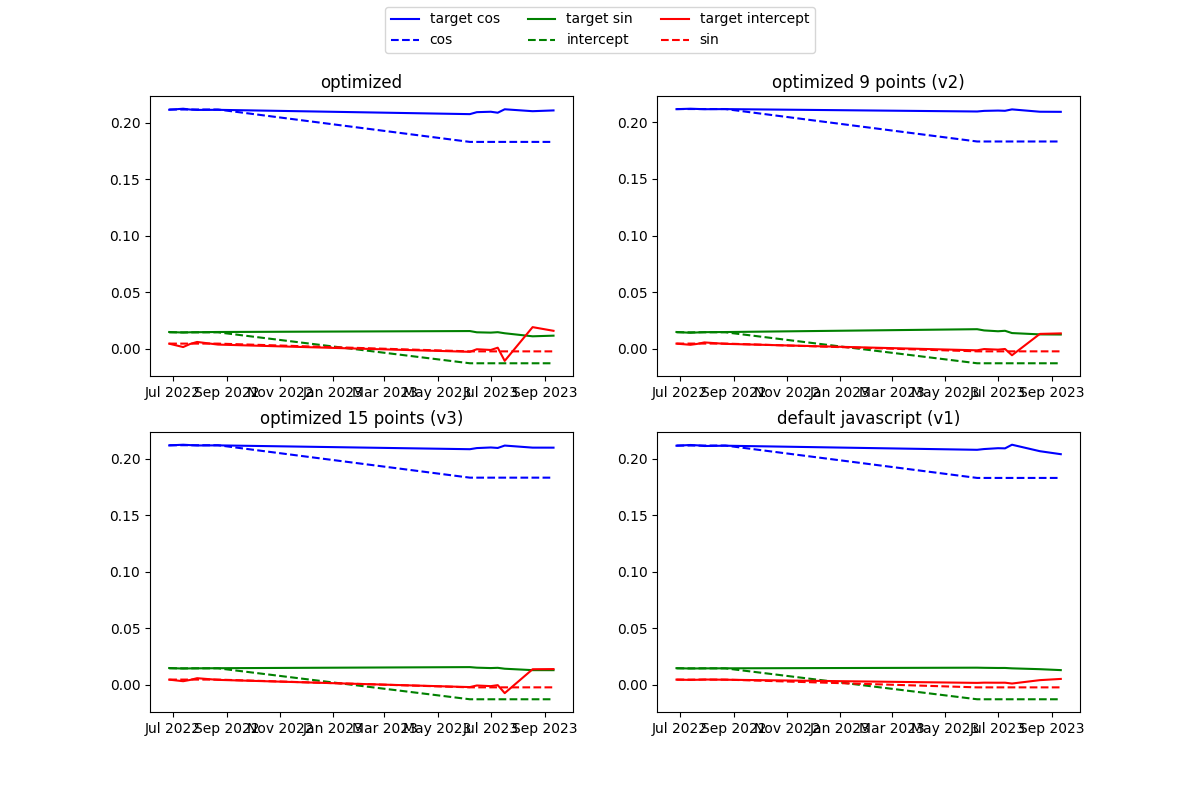 target cos target sin target intercept
cos intercept sin
optimized optimized 9 points (v2)
0.20 0.20
0.15 0.15
0.10 0.10
0.05 0.05
0.00 0.00
Jul 2022 Sep 2022 Nov 2022 Jan 2023 Mar 2023 May 2023 Jul 2023 Sep 2023 Jul 2022 Sep 2022 Nov 2022 Jan 2023 Mar 2023 May 2023 Jul 2023 Sep 2023
optimized 15 points (v3) default javascript (v1)
0.20 0.20
0.15 0.15
0.10 0.10
0.05 0.05
0.00 0.00
Jul 2022 Sep 2022 Nov 2022 Jan 2023 Mar 2023 May 2023 Jul 2023 Sep 2023 Jul 2022 Sep 2022 Nov 2022 Jan 2023 Mar 2023 May 2023 Jul 2023 Sep 2023